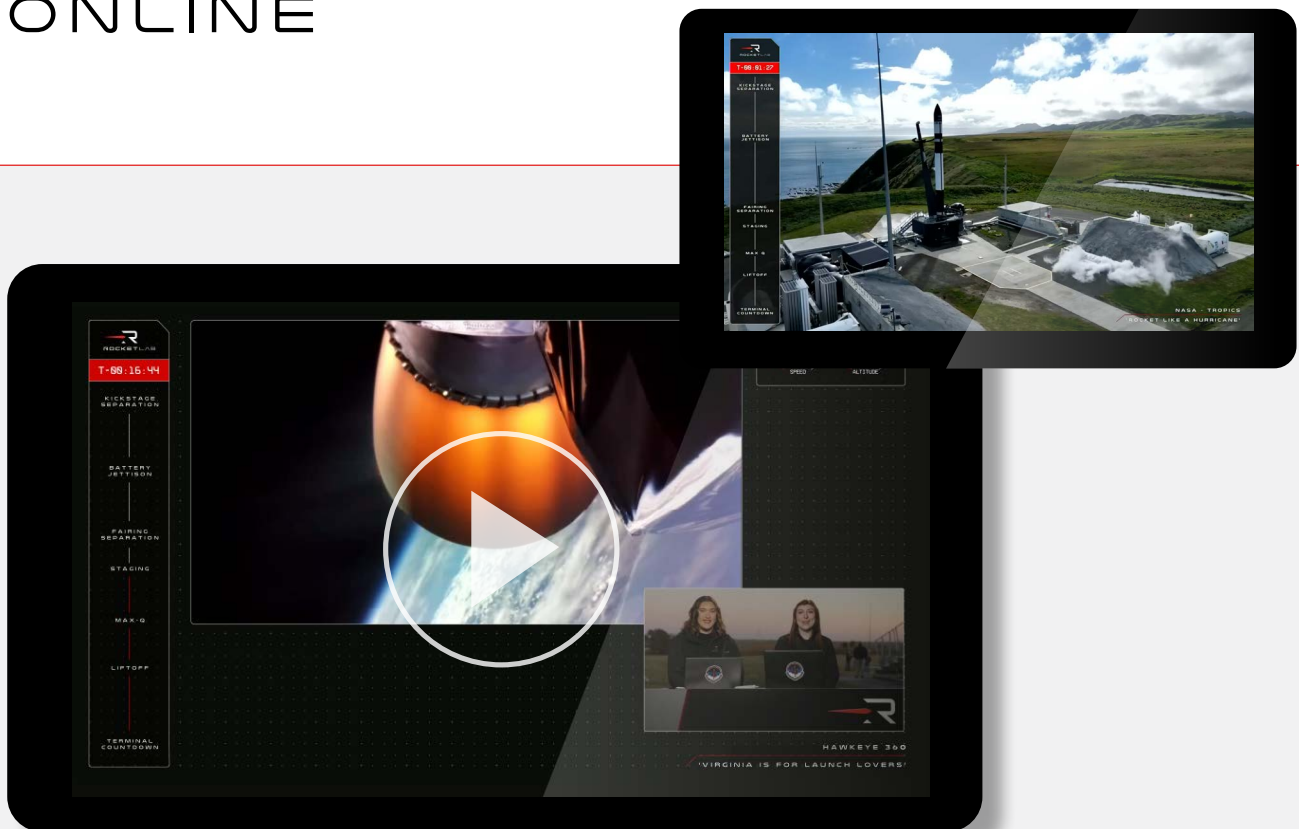 ONLINE
ROCKETLAB
T-00:01:27
KICKSTAGE
SEPARATION
BATTERY
JETTISON
FAIRING
SEPARATION
STAGING
MAX Q
LIFTOFF
TERMINAL
COUNTDOWN
NASA - TROPICS
'ROCKET LIKE A HURRICANE'
ROCKETLAB
T-00:16:44
KICKSTAGE
SEPARATION
BATTERY
JETTISON
FAIRING
SEPARATION
STAGING
MAX-Q
LIFTOFF
TERMINAL
COUNTDOWN
SPEED
ALTITUDE
HAWKEYE 360
'VIRGINIA IS FOR LAUNCH LOVERS'